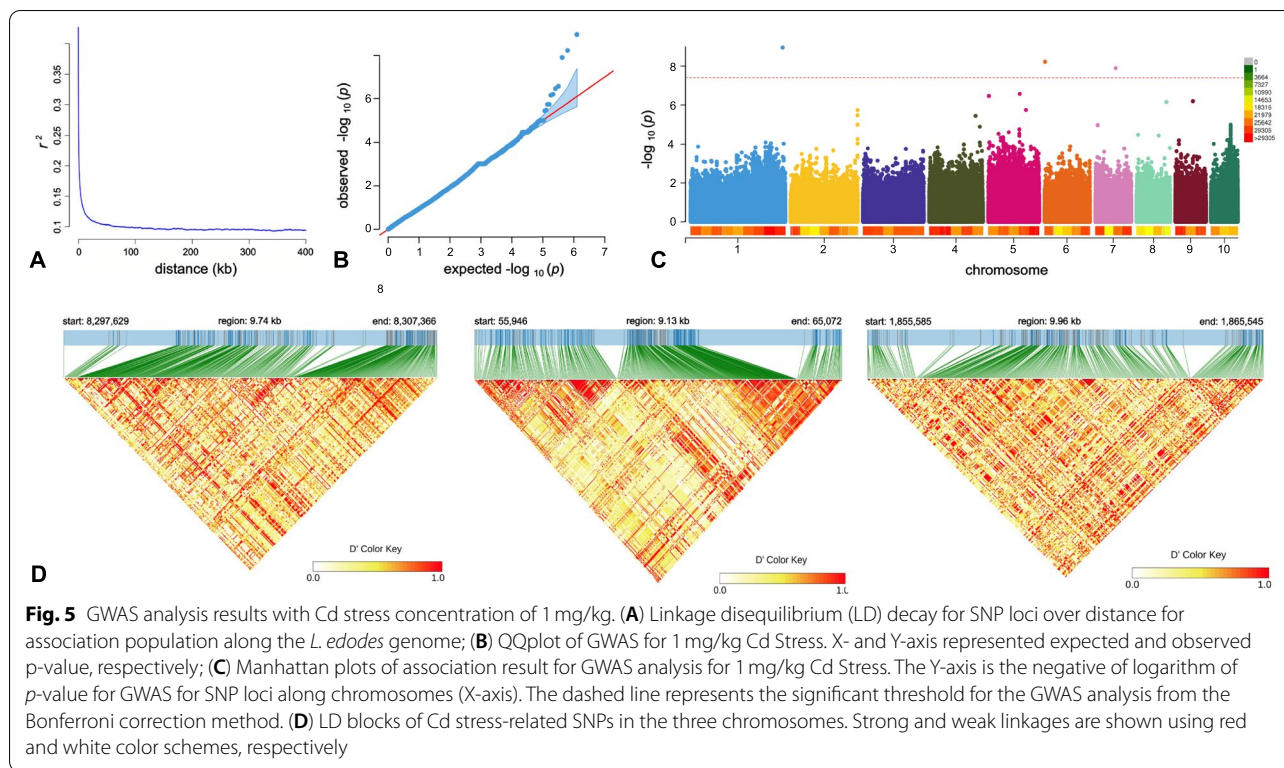 r²
0.1 0.15 0.2 0.25 0.3 0.35
0 100 200 300 400
distance (kb)
A
observed -log 10 (p)
0 2 4 6 8
0 1 2 3 4 5 6 7
expected -log 10 (p)
B
8
-log 10 (p)
0 2 4 6 8
1 2 3 4 5 6 7 8 9 10
chromosome
C
0
1
3664
7327
10990
14653
18316
21979
25642
29305
>29305
start: 8,297,629 region: 9.74 kb end: 8,307,366
start: 55,946 region: 9.13 kb end: 65,072
start: 1,855,585 region: 9.96 kb end: 1,865,545
D' Color Key
0.0 1.0
D' Color Key
0.0 1.0
D' Color Key
0.0 1.0
D
Fig. 5 GWAS analysis results with Cd stress concentration of 1 mg/kg. (A) Linkage disequilibrium (LD) decay for SNP loci over distance for
association population along the L. edodes genome; (B) QQplot of GWAS for 1 mg/kg Cd Stress. X- and Y-axis represented expected and observed
p-value, respectively; (C) Manhattan plots of association result for GWAS analysis for 1 mg/kg Cd Stress. The Y-axis is the negative of logarithm of
p-value for GWAS for SNP loci along chromosomes (X-axis). The dashed line represents the significant threshold for the GWAS analysis from the
Bonferroni correction method. (D) LD blocks of Cd stress-related SNPs in the three chromosomes. Strong and weak linkages are shown using red
and white color schemes, respectively